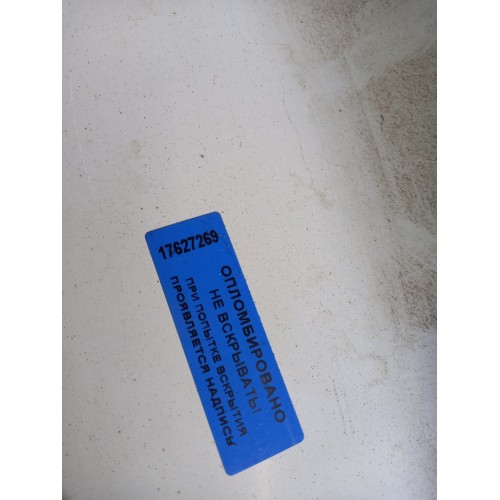 17627269
ОПЛОМБИРОВАНО
НЕ ВСКРЫВАТЬ!
ПРИ ПОПЫТКЕ ВСКРЫТИЯ
ПРОЯВЛЯЕТСЯ НАДПИСЬ